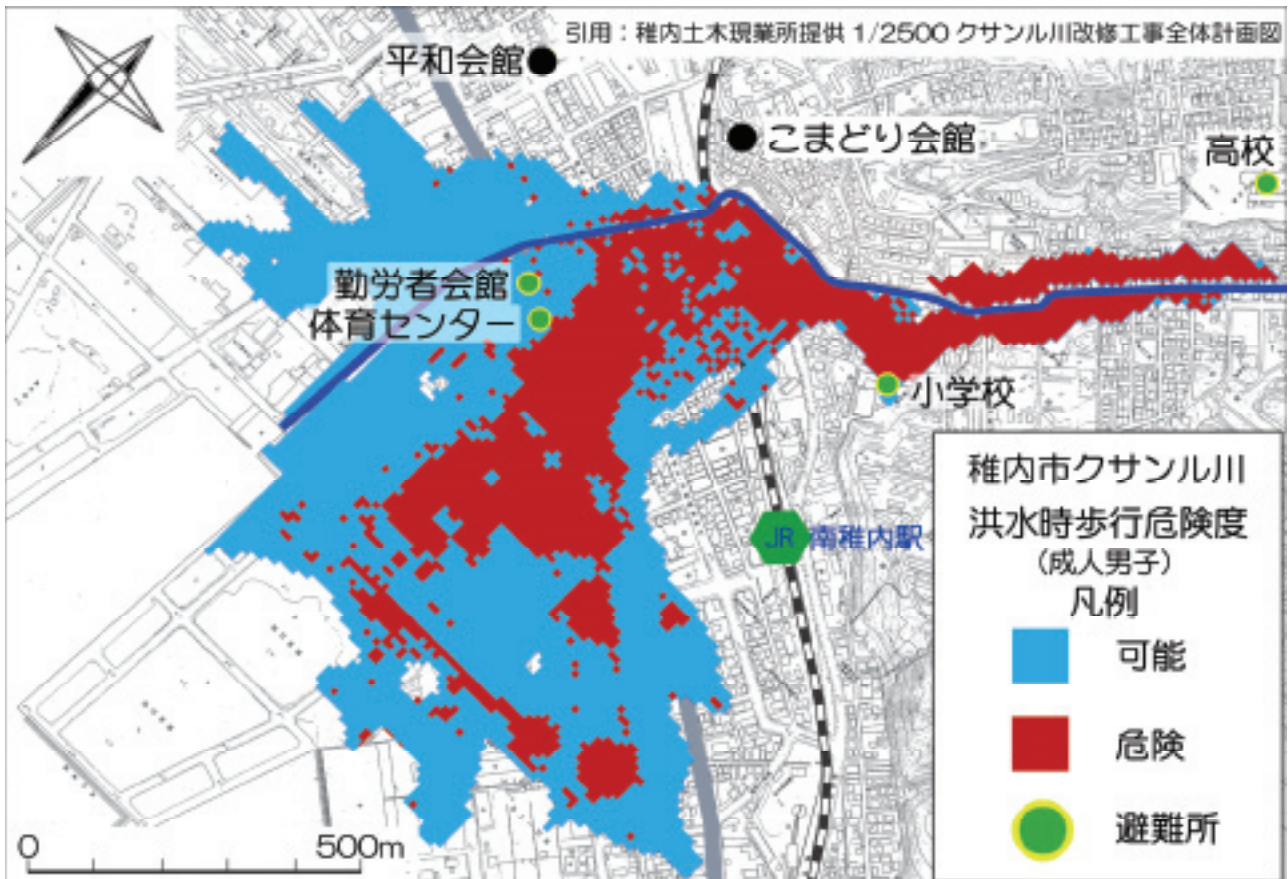 引用：稚内土木現業所提供 1/2500 クサンル川改修工事全体計画図
平和会館
こまどり会館
高校
勤労者会館
体育センター
小学校
JR 南稚内駅
稚内市クサンル川
洪水時歩行危険度
(成人男子)
凡例
可能
危険
避難所
0 500m